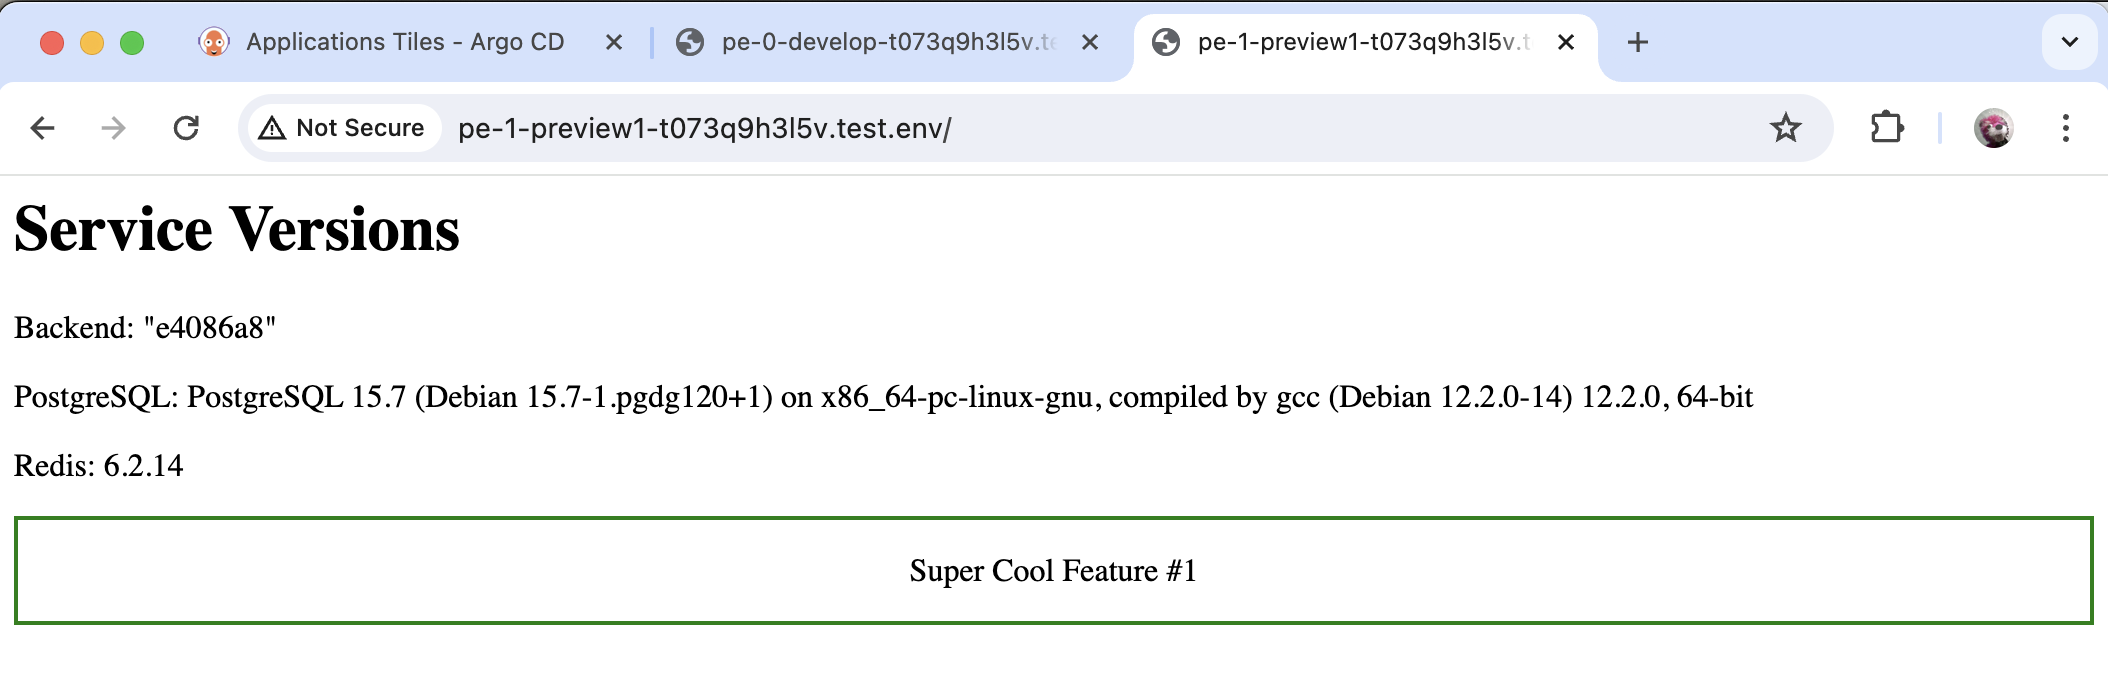 Applications Tiles - Argo CD
pe-0-develop-t073q9h3l5v.te
pe-1-preview1-t073q9h3l5v.t
Not Secure
pe-1-preview1-t073q9h3l5v.test.env/
Service Versions
Backend: "e4086a8"
PostgreSQL: PostgreSQL 15.7 (Debian 15.7-1.pgdg120+1) on x86_64-pc-linux-gnu, compiled by gcc (Debian 12.2.0-14) 12.2.0, 64-bit
Redis: 6.2.14
Super Cool Feature #1